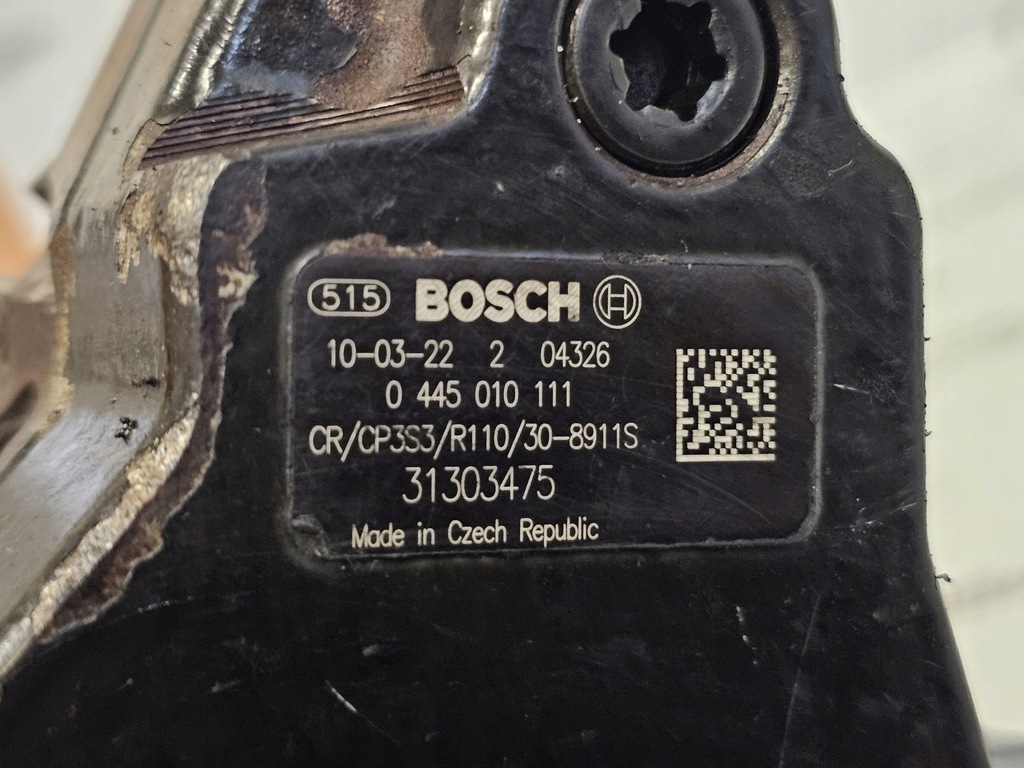 515 BOSCH
10-03-22 2 04326
0 445 010 111
CR/CP3S3/R110/30-8911S
31303475
Made in Czech Republic